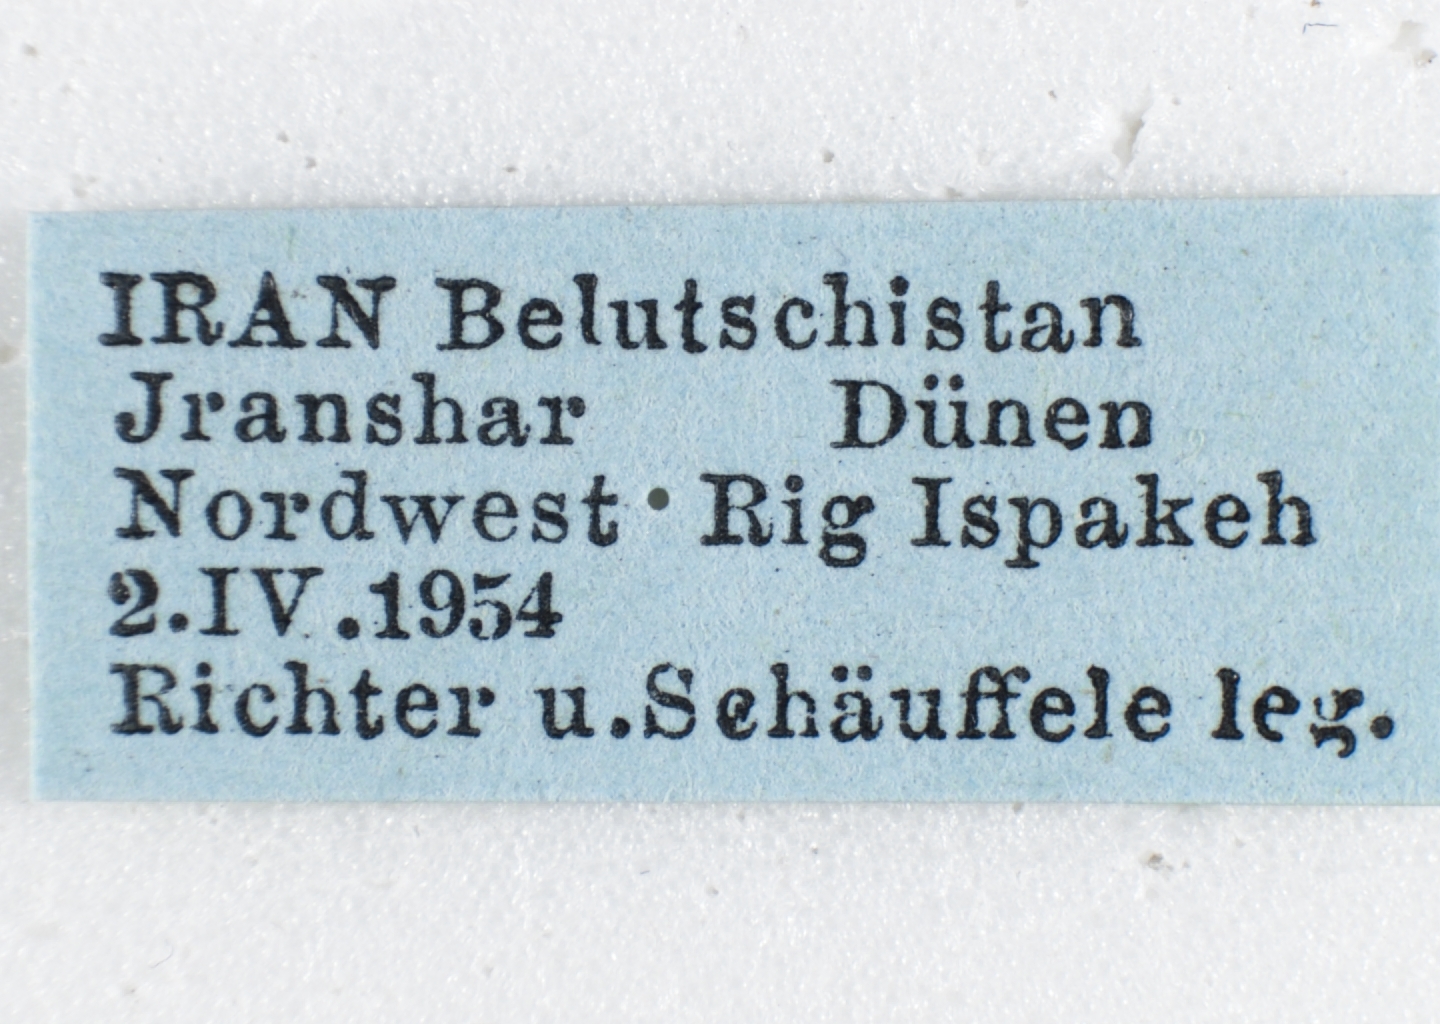 IRAN Belutschistan
Jranshar Dünen
Nordwest Rig Ispakeh
2.IV.1954
Richter u.Schäuffele leg.